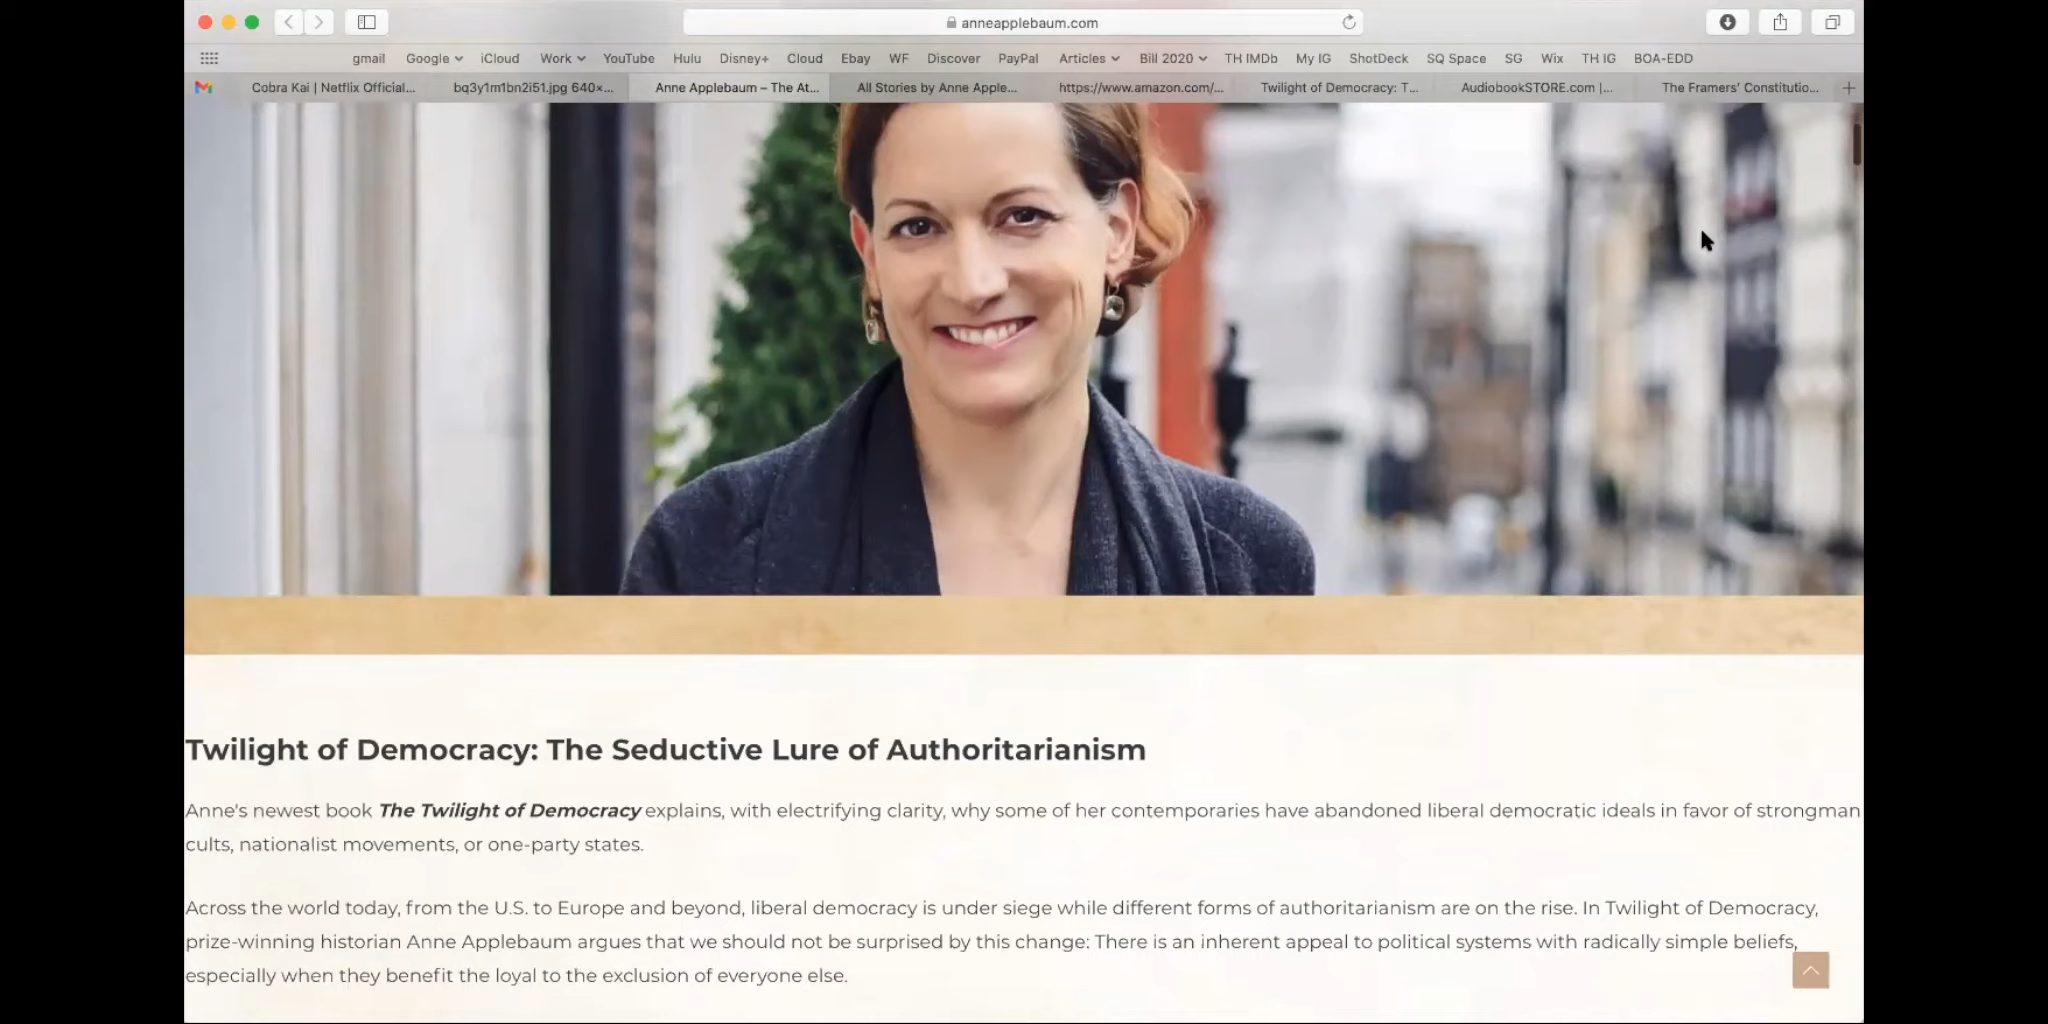 anneapplebaum.com
gmail Google iCloud Work YouTube Hulu Disney+ Cloud Ebay WF Discover PayPal Articles Bill 2020 TH IMDb My IG ShotDeck SQ Space SG Wix TH IG BOA-EDD
Cobra Kai | Netflix Official... bq3y1m1bn2i51.jpg 640×... Anne Applebaum – The At... All Stories by Anne Apple... https://www.amazon.com/... Twilight of Democracy: T... AudiobookSTORE.com |... The Framers' Constitutio...
Twilight of Democracy: The Seductive Lure of Authoritarianism
Anne's newest book The Twilight of Democracy explains, with electrifying clarity, why some of her contemporaries have abandoned liberal democratic ideals in favor of strongman
cults, nationalist movements, or one-party states.
Across the world today, from the U.S. to Europe and beyond, liberal democracy is under siege while different forms of authoritarianism are on the rise. In Twilight of Democracy,
prize-winning historian Anne Applebaum argues that we should not be surprised by this change: There is an inherent appeal to political systems with radically simple beliefs,
especially when they benefit the loyal to the exclusion of everyone else.